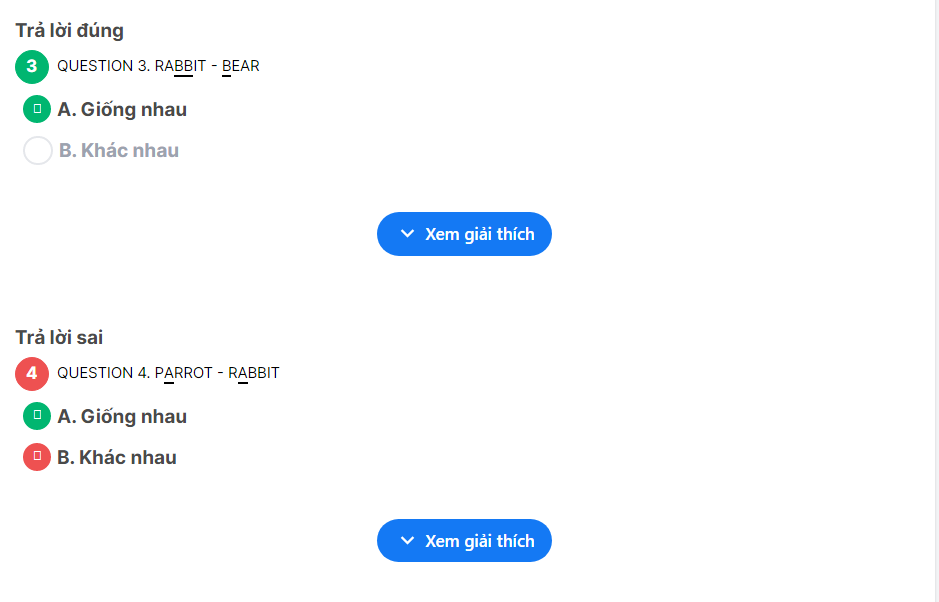 Trả lời đúng
3 QUESTION 3. RABBIT - BEAR
A. Giống nhau
B. Khác nhau
Xem giải thích
Trả lời sai
4 QUESTION 4. PARROT - RABBIT
A. Giống nhau
B. Khác nhau
Xem giải thích